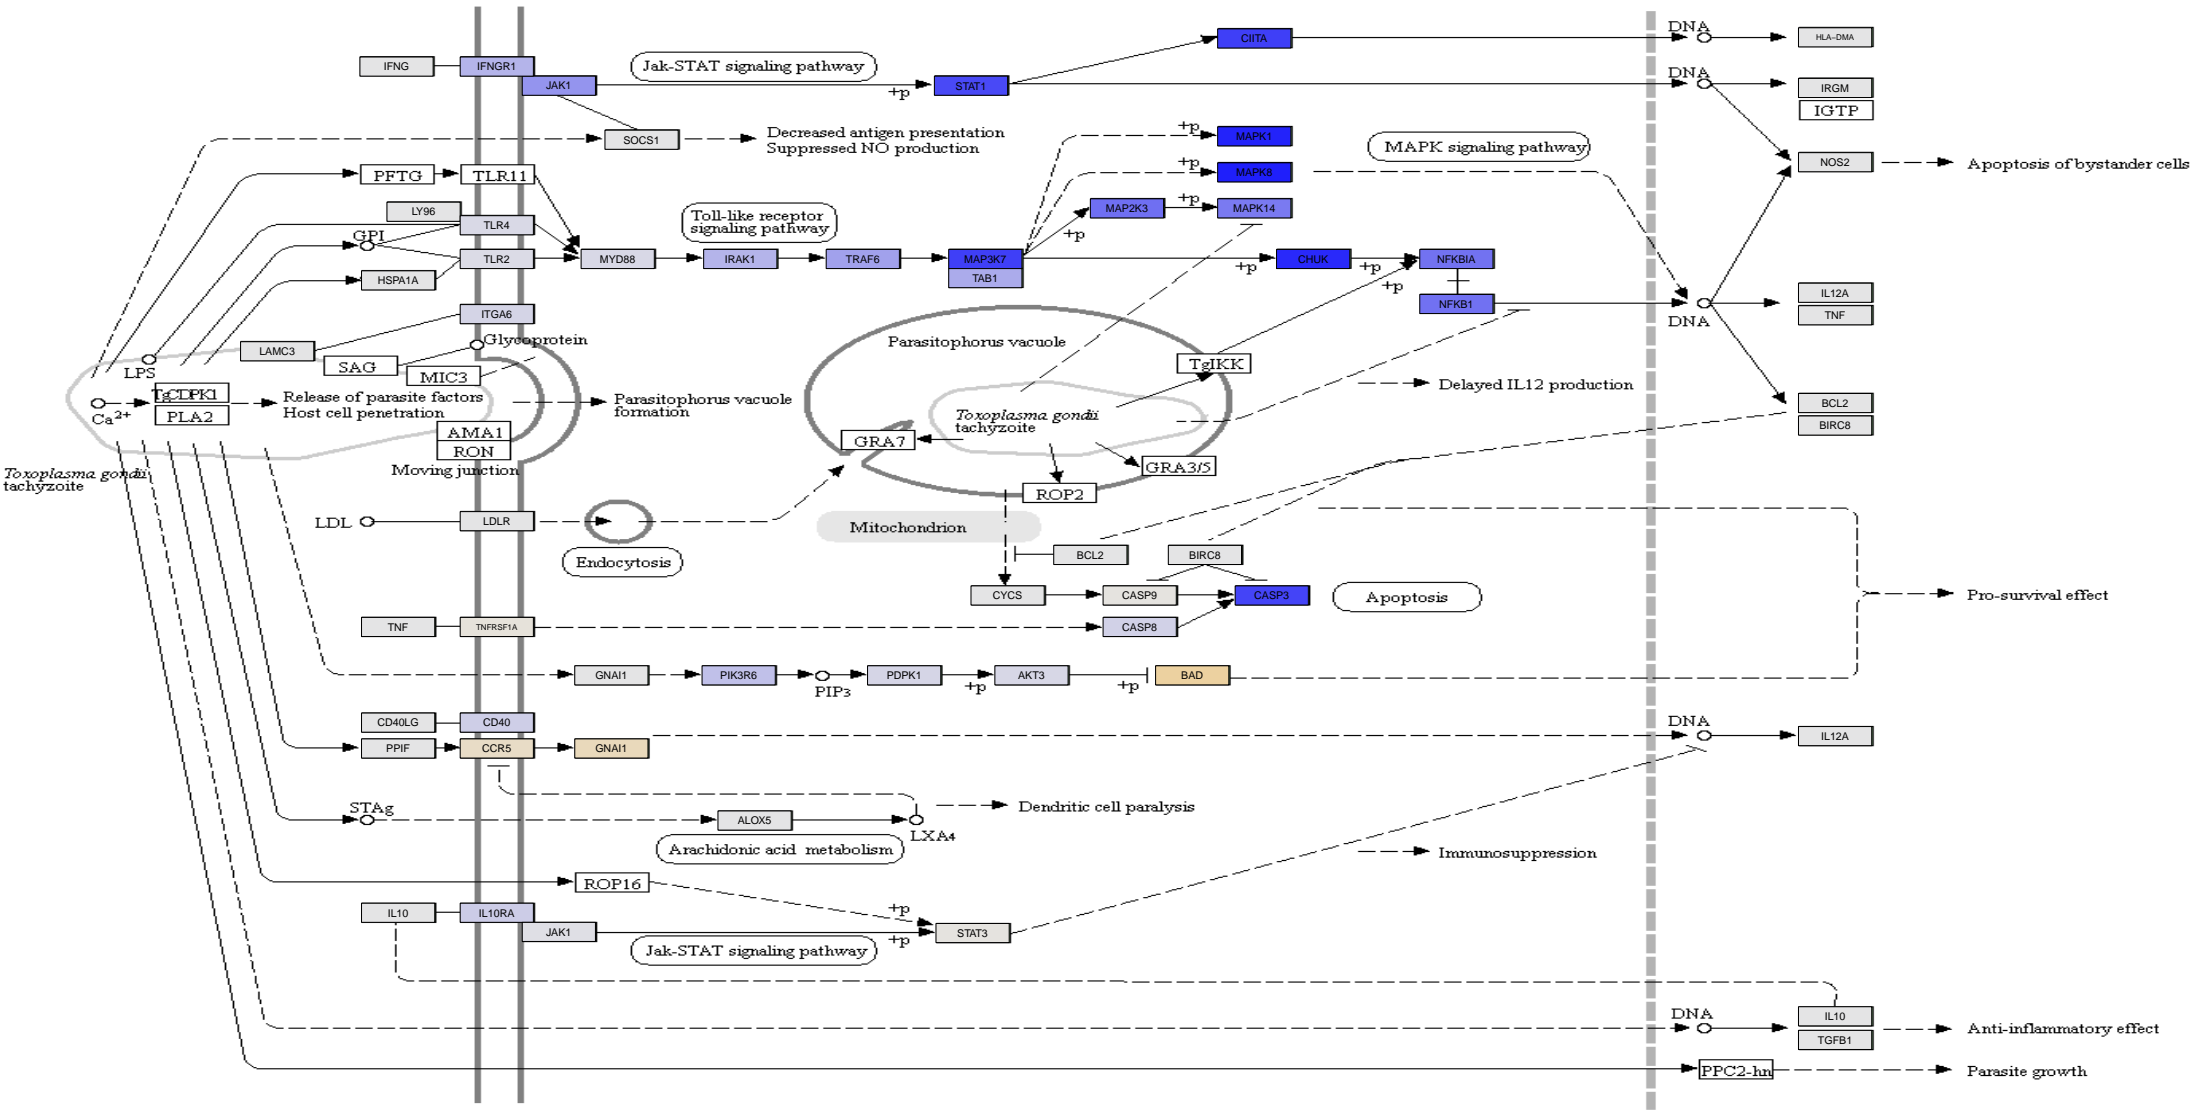 DNA
CIITA
HLA-DMA
IFNG
IFNGR1
Jak-STAT signaling pathway
JAK1
+p
STAT1
DNA
IRGM
IGTP
SOCS1
Decreased antigen presentation
Suppressed NO production
+p
MAPK1
MAPK signaling pathway
NOS2
Apoptosis of bystander cells
PFTG
TLR11
+p
MAPK8
LY96
TLR4
Toll-like receptor
signaling pathway
MAP2K3
+p
MAPK14
+p
GPI
TLR2
MYD88
IRAK1
TRAF6
MAP3K7
TAB1
+p
CHUK
+p
NFKBIA
+p
HSPA1A
NFKB1
DNA
IL12A
TNF
ITGA6
Glycoprotein
Parasitophorus vacuole
LAMC3
SAG
MIC3
LPS
TgIKK
TgCDPK1
PLA2
Ca2+
Release of parasite factors
Host cell penetration
Parasitophorus vacuole
formation
Delayed IL12 production
Toxoplasma gondii
tachyzoite
BCL2
BIRC8
AMA1
RON
Moving junction
GRA7
GRA3/5
ROP2
Toxoplasma gondii
tachyzoite
LDL
LDLR
Mitochondrion
Endocytosis
BCL2
BIRC8
CYCS
CASP9
CASP3
Apoptosis
Pro-survival effect
TNF
TNFRSF1A
CASP8
GNAI1
PIK3R6
PIP3
PDPK1
+p
AKT3
+p
BAD
CD40LG
CD40
DNA
PPIF
CCR5
GNAI1
IL12A
STAg
ALOX5
LXA4
Dendritic cell paralysis
Arachidonic acid metabolism
Immunosuppression
ROP16
+p
IL10
IL10RA
JAK1
+p
STAT3
Jak-STAT signaling pathway
DNA
IL10
TGFB1
Anti-inflammatory effect
PPC2-hn
Parasite growth